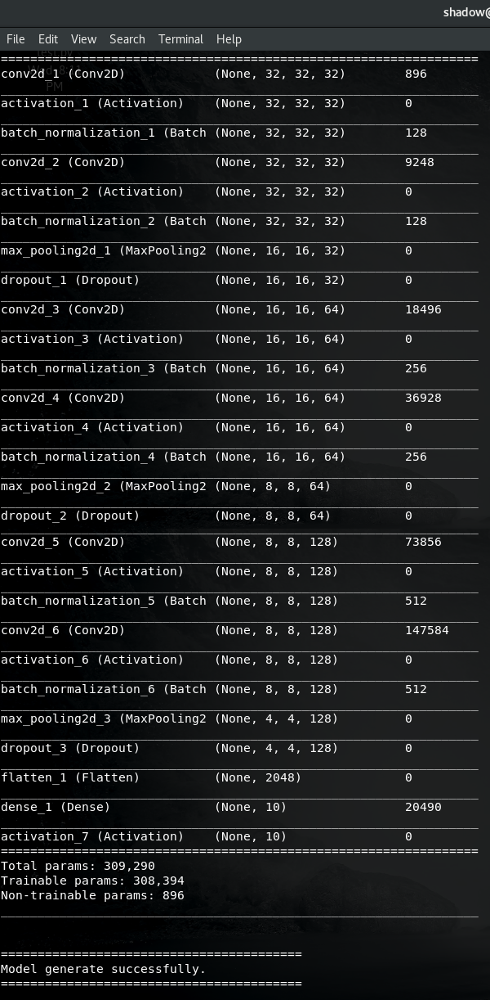 shadow@
File Edit View Search Terminal Help
test.py
=================================================================
conv2d_1 (Conv2D) (None, 32, 32, 32) 896
_________________________________________________________________
activation_1 (Activation) (None, 32, 32, 32) 0
_________________________________________________________________
batch_normalization_1 (Batch (None, 32, 32, 32) 128
_________________________________________________________________
conv2d_2 (Conv2D) (None, 32, 32, 32) 9248
_________________________________________________________________
activation_2 (Activation) (None, 32, 32, 32) 0
_________________________________________________________________
batch_normalization_2 (Batch (None, 32, 32, 32) 128
_________________________________________________________________
max_pooling2d_1 (MaxPooling2 (None, 16, 16, 32) 0
_________________________________________________________________
dropout_1 (Dropout) (None, 16, 16, 32) 0
_________________________________________________________________
conv2d_3 (Conv2D) (None, 16, 16, 64) 18496
_________________________________________________________________
activation_3 (Activation) (None, 16, 16, 64) 0
_________________________________________________________________
batch_normalization_3 (Batch (None, 16, 16, 64) 256
_________________________________________________________________
conv2d_4 (Conv2D) (None, 16, 16, 64) 36928
_________________________________________________________________
activation_4 (Activation) (None, 16, 16, 64) 0
_________________________________________________________________
batch_normalization_4 (Batch (None, 16, 16, 64) 256
_________________________________________________________________
max_pooling2d_2 (MaxPooling2 (None, 8, 8, 64) 0
_________________________________________________________________
dropout_2 (Dropout) (None, 8, 8, 64) 0
_________________________________________________________________
conv2d_5 (Conv2D) (None, 8, 8, 128) 73856
_________________________________________________________________
activation_5 (Activation) (None, 8, 8, 128) 0
_________________________________________________________________
batch_normalization_5 (Batch (None, 8, 8, 128) 512
_________________________________________________________________
conv2d_6 (Conv2D) (None, 8, 8, 128) 147584
_________________________________________________________________
activation_6 (Activation) (None, 8, 8, 128) 0
_________________________________________________________________
batch_normalization_6 (Batch (None, 8, 8, 128) 512
_________________________________________________________________
max_pooling2d_3 (MaxPooling2 (None, 4, 4, 128) 0
_________________________________________________________________
dropout_3 (Dropout) (None, 4, 4, 128) 0
_________________________________________________________________
flatten_1 (Flatten) (None, 2048) 0
_________________________________________________________________
dense_1 (Dense) (None, 10) 20490
_________________________________________________________________
activation_7 (Activation) (None, 10) 0
=================================================================
Total params: 309,290
Trainable params: 308,394
Non-trainable params: 896
_________________________________________________________________
=========================================
Model generate successfully.
=========================================